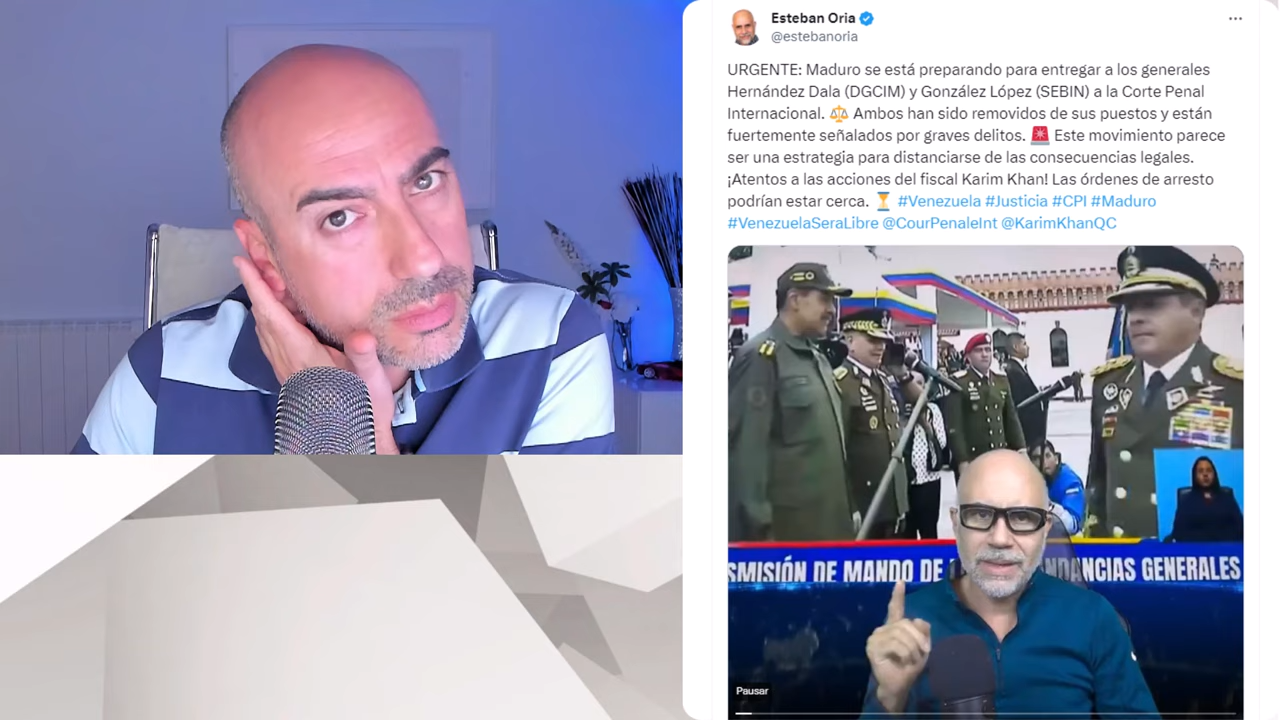 Esteban Oria
@estebanoria
URGENTE: Maduro se está preparando para entregar a los generales
Hernández Dala (DGCIM) y González López (SEBIN) a la Corte Penal
Internacional. ⚖️ Ambos han sido removidos de sus puestos y están
fuertemente señalados por graves delitos. 🚨 Este movimiento parece
ser una estrategia para distanciarse de las consecuencias legales.
¡Atentos a las acciones del fiscal Karim Khan! Las órdenes de arresto
podrían estar cerca. ⏳ #Venezuela #Justicia #CPI #Maduro
#VenezuelaSeraLibre @CourPenaleInt @KarimKhanQC
SMISIÓN DE MANDO DE NDANCIAS GENERALES
Pausar